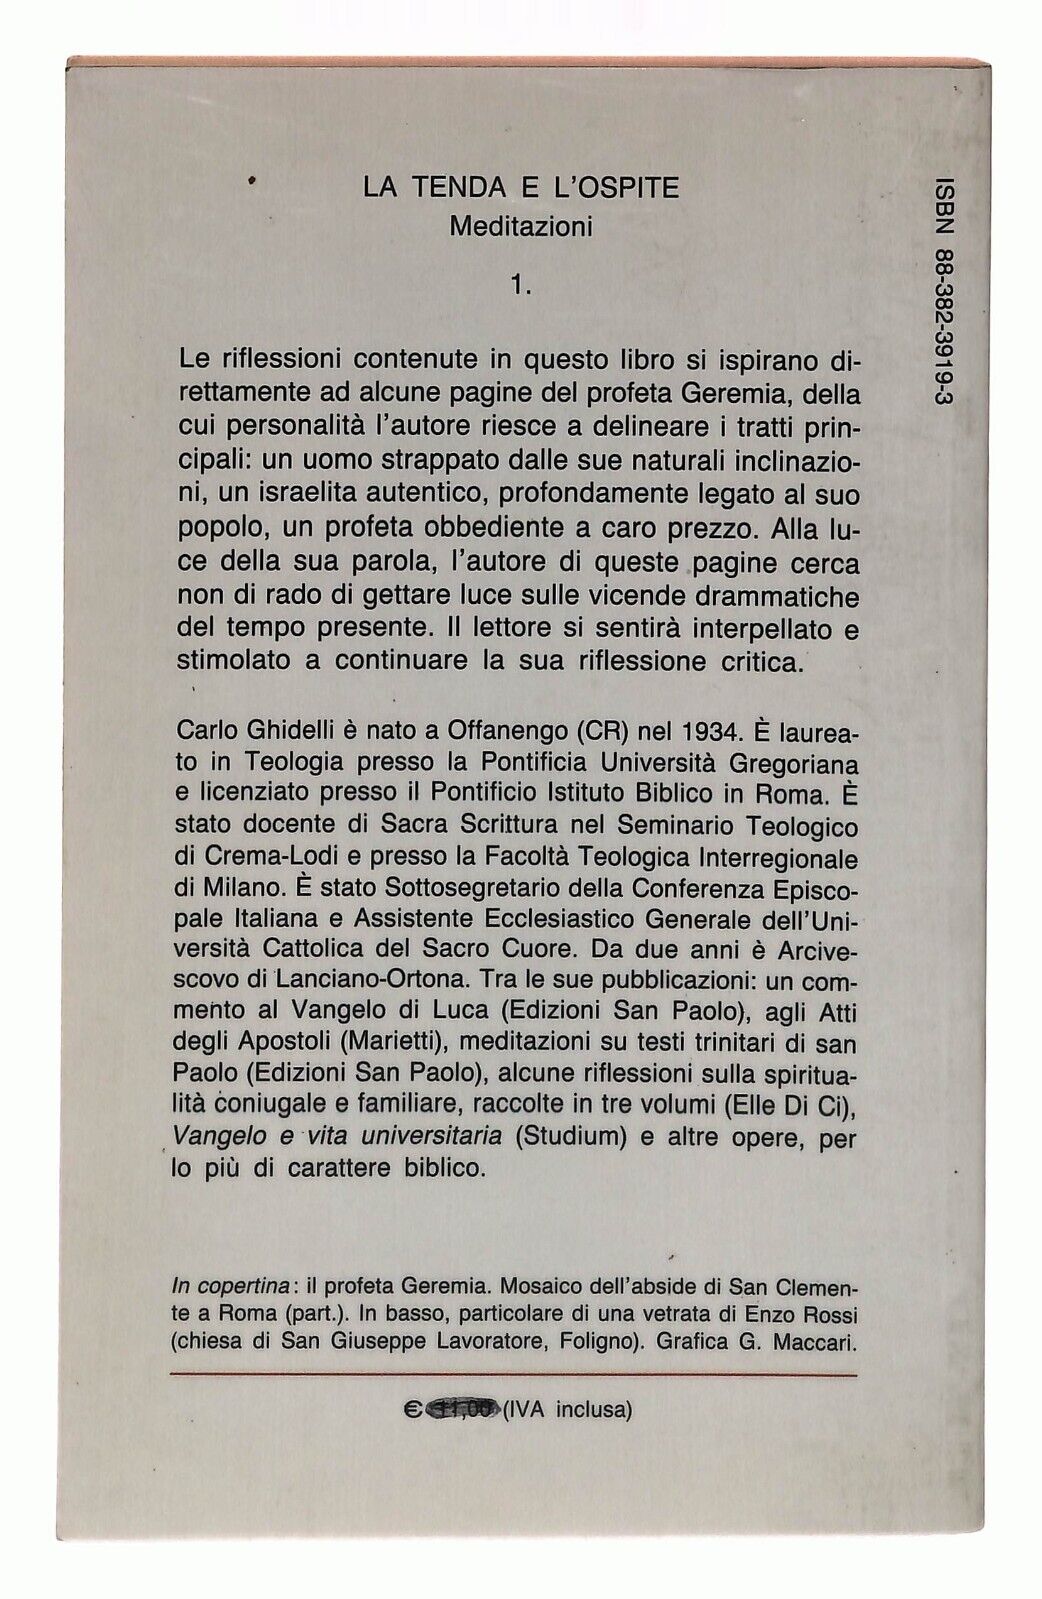 LA TENDA E L'OSPITE
Meditazioni
1.
Le riflessioni contenute in questo libro si ispirano di-
rettamente ad alcune pagine del profeta Geremia, della
cui personalità l'autore riesce a delineare i tratti prin-
cipali: un uomo strappato dalle sue naturali inclinazio-
ni, un israelita autentico, profondamente legato al suo
popolo, un profeta obbediente a caro prezzo. Alla lu-
ce della sua parola, l'autore di queste pagine cerca
non di rado di gettare luce sulle vicende drammatiche
del tempo presente. Il lettore si sentirà interpellato e
stimolato a continuare la sua riflessione critica.
Carlo Ghidelli è nato a Offanengo (CR) nel 1934. È laurea-
to in Teologia presso la Pontificia Università Gregoriana
e licenziato presso il Pontificio Istituto Biblico in Roma. È
stato docente di Sacra Scrittura nel Seminario Teologico
di Crema-Lodi e presso la Facoltà Teologica Interregionale
di Milano. È stato Sottosegretario della Conferenza Episco-
pale Italiana e Assistente Ecclesiastico Generale dell'Uni-
versità Cattolica del Sacro Cuore. Da due anni è Arcive-
scovo di Lanciano-Ortona. Tra le sue pubblicazioni: un com-
mento al Vangelo di Luca (Edizioni San Paolo), agli Atti
degli Apostoli (Marietti), meditazioni su testi trinitari di san
Paolo (Edizioni San Paolo), alcune riflessioni sulla spiritua-
lità coniugale e familiare, raccolte in tre volumi (Elle Di Ci),
Vangelo e vita universitaria (Studium) e altre opere, per
lo più di carattere biblico.
In copertina: il profeta Geremia. Mosaico dell'abside di San Clemen-
te a Roma (part.). In basso, particolare di una vetrata di Enzo Rossi
(chiesa di San Giuseppe Lavoratore, Foligno). Grafica G. Maccari.
€ 11,00 (IVA inclusa)
ISBN 88-382-3919-3